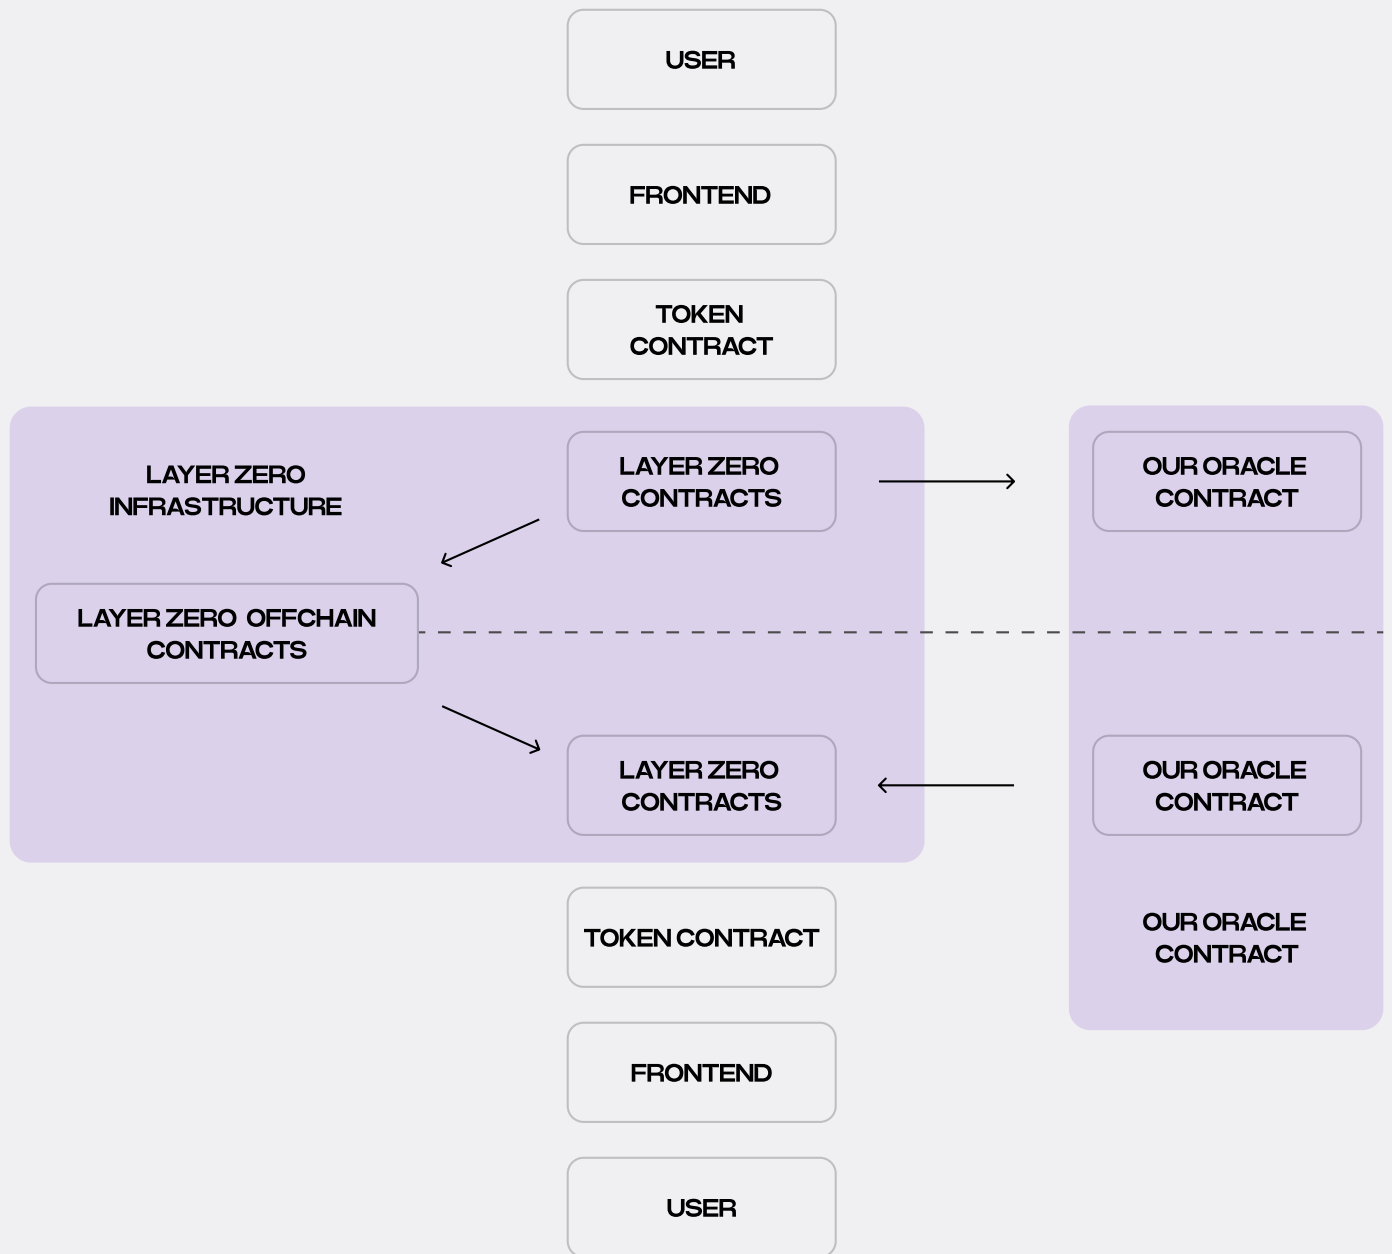 USER
FRONTEND
TOKEN
CONTRACT
LAYER ZERO
INFRASTRUCTURE
LAYER ZERO
CONTRACTS
OUR ORACLE
CONTRACT
LAYER ZERO OFFCHAIN
CONTRACTS
LAYER ZERO
CONTRACTS
OUR ORACLE
CONTRACT
TOKEN CONTRACT
OUR ORACLE
CONTRACT
FRONTEND
USER